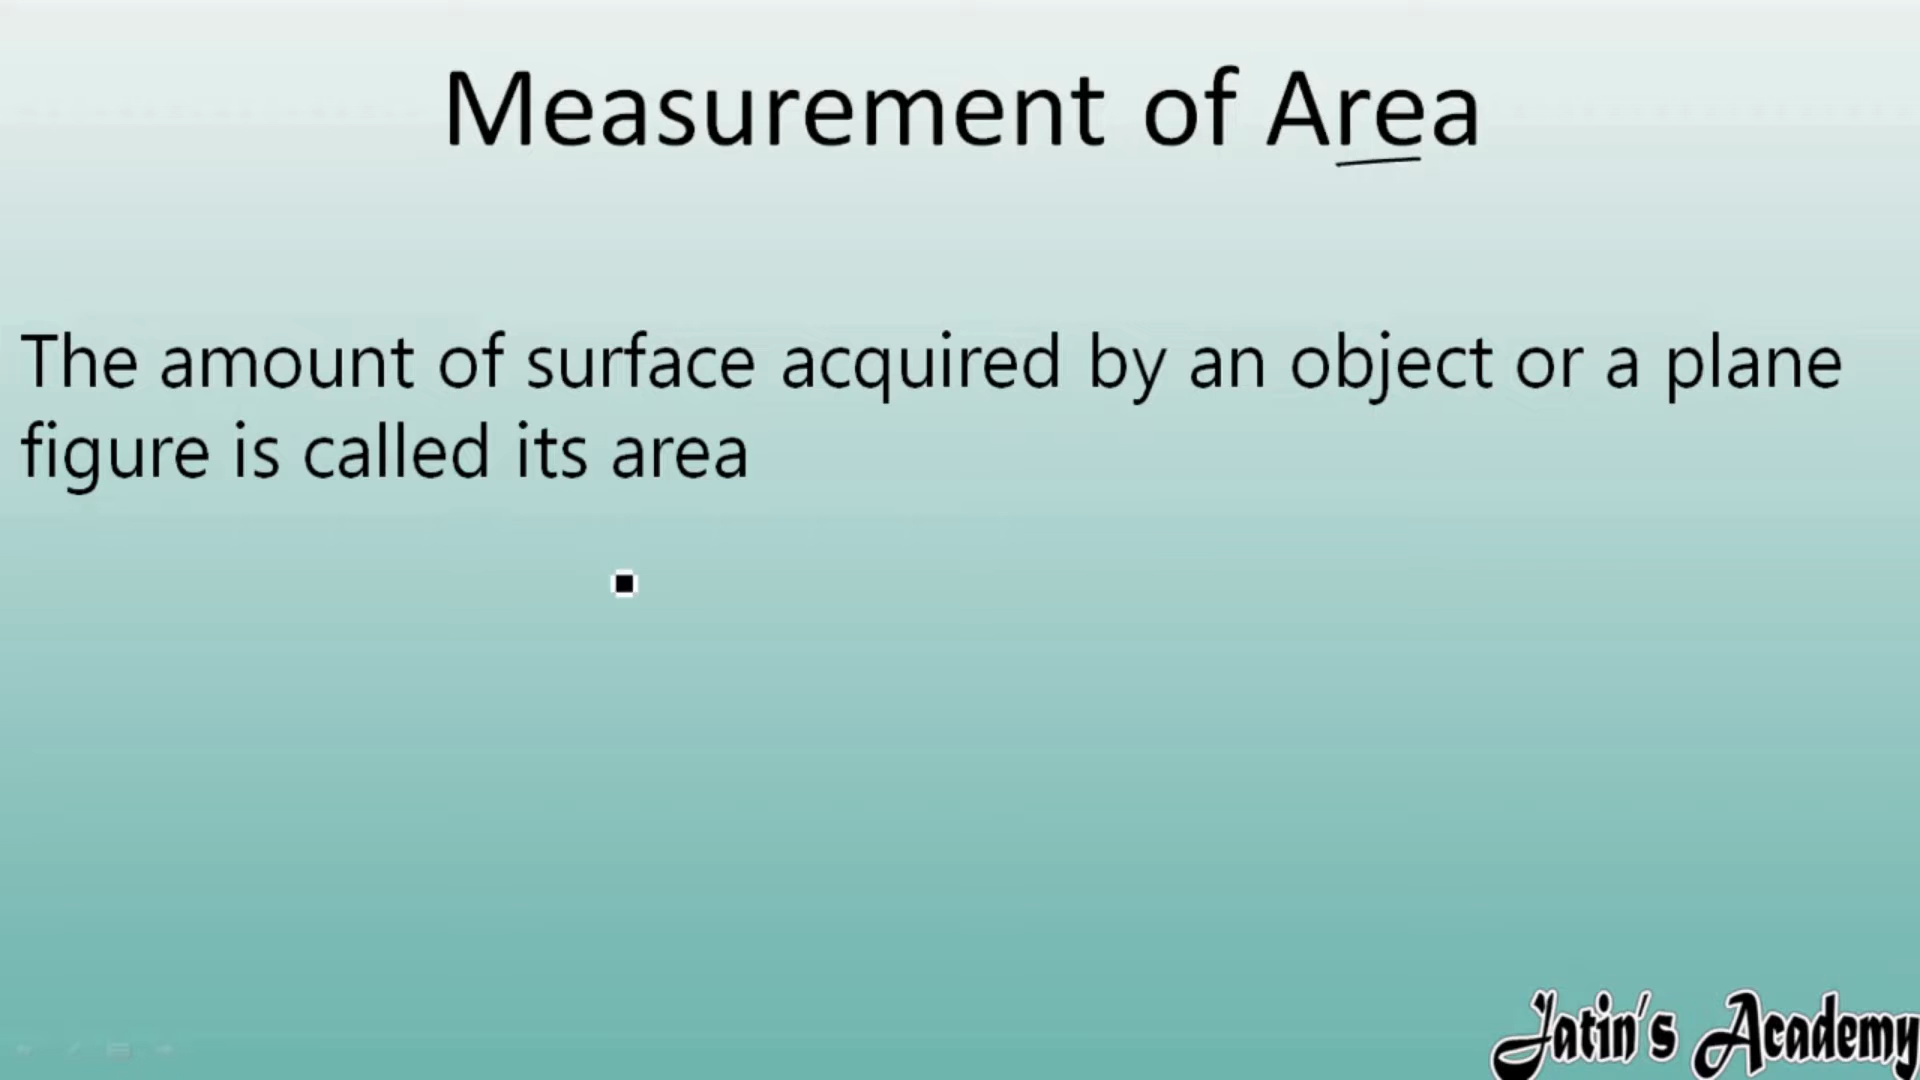 Measurement of Area
The amount of surface acquired by an object or a plane
figure is called its area
Jatin's Academy